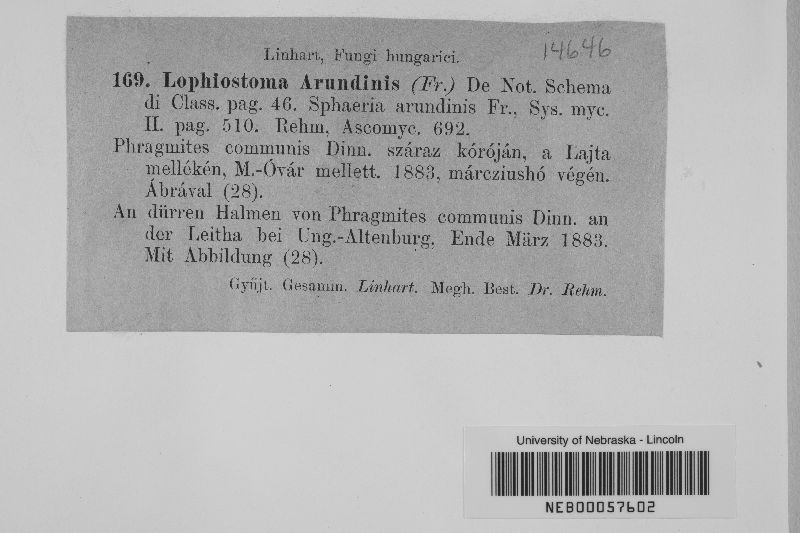 Linhart, Fungi hungarici.
14646
169. Lophiostoma Arundinis (Fr.) De Not. Schema
di Class. pag. 46. Sphaeria arundinis Fr., Sys. myc.
II. pag. 510. Rehm, Ascomyc. 692.
Phragmites communis Dinn. száraz kóróján, a Lajta
mellékén, M.-Óvár mellett. 1883, márcziushó végén.
Ábrával (28).
An dürren Halmen von Phragmites communis Dinn. an
der Leitha bei Ung.-Altenburg. Ende März 1883.
Mit Abbildung (28).
Gyűjt. Gesamm. Linhart. Megh. Best. Dr. Rehm.
University of Nebraska - Lincoln
NEB00057602